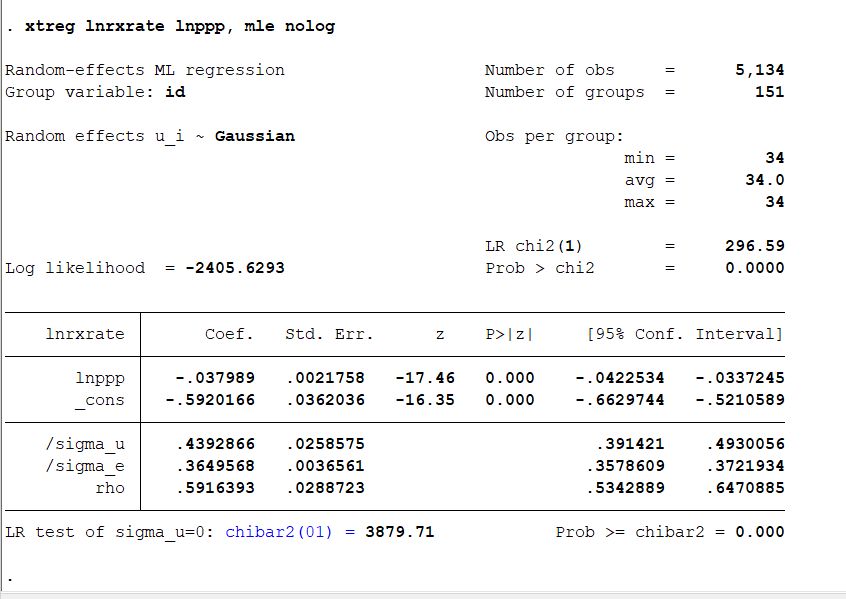 . xtreg lnrxrate lnppp, mle nolog
Random-effects ML regression Number of obs = 5,134
Group variable: id Number of groups = 151
Random effects u_i ~ Gaussian Obs per group:
min = 34
avg = 34.0
max = 34
LR chi2(1) = 296.59
Log likelihood = -2405.6293 Prob > chi2 = 0.0000
lnrxrate Coef. Std. Err. z P>|z| [95% Conf. Interval]
lnppp -.037989 .0021758 -17.46 0.000 -.0422534 -.0337245
_cons -.5920166 .0362036 -16.35 0.000 -.6629744 -.5210589
/sigma_u .4392866 .0258575 .391421 .4930056
/sigma_e .3649568 .0036561 .3578609 .3721934
rho .5916393 .0288723 .5342889 .6470885
LR test of sigma_u=0: chibar2(01) = 3879.71 Prob >= chibar2 = 0.000
.